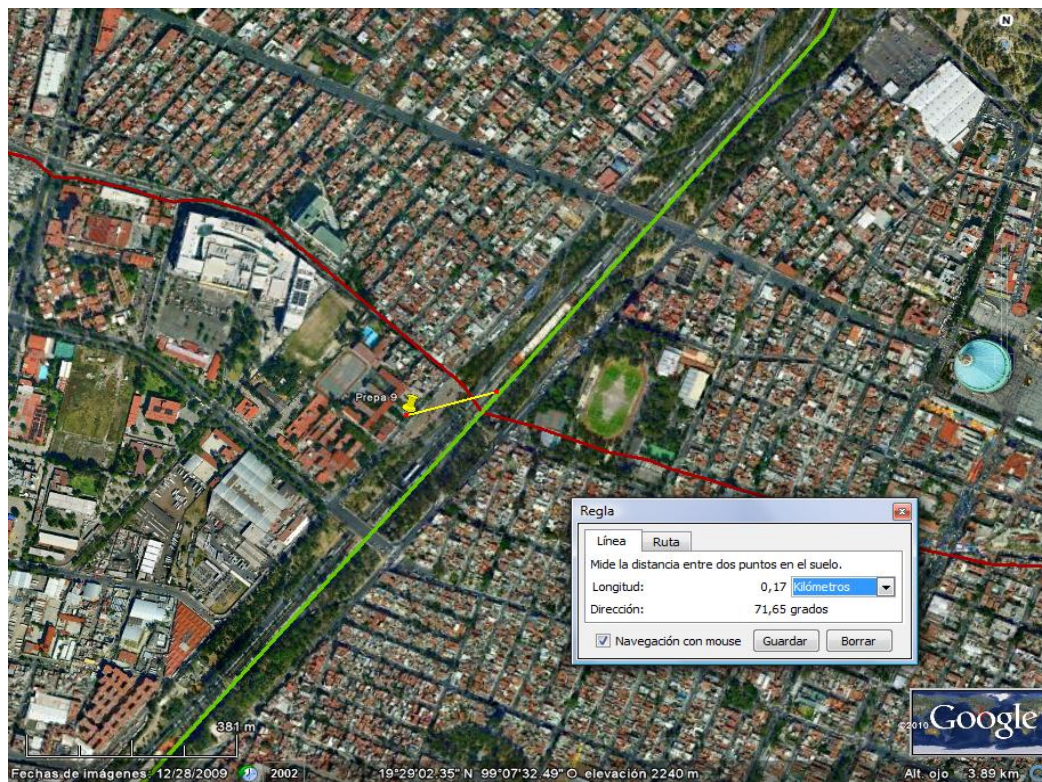 N
Prepa 9
Regla
Línea
Ruta
Mide la distancia entre dos puntos en el suelo.
Longitud:
0,17
Kilómetros
Dirección:
71,65 grados
Navegación con mouse
Guardar
Borrar
381 m
©2010 Google
Fechas de imágenes: 12/28/2009
2002
19°29'02.35" N 99°07'32.49" O elevación 2240 m
Alt. ojo 3.89 km